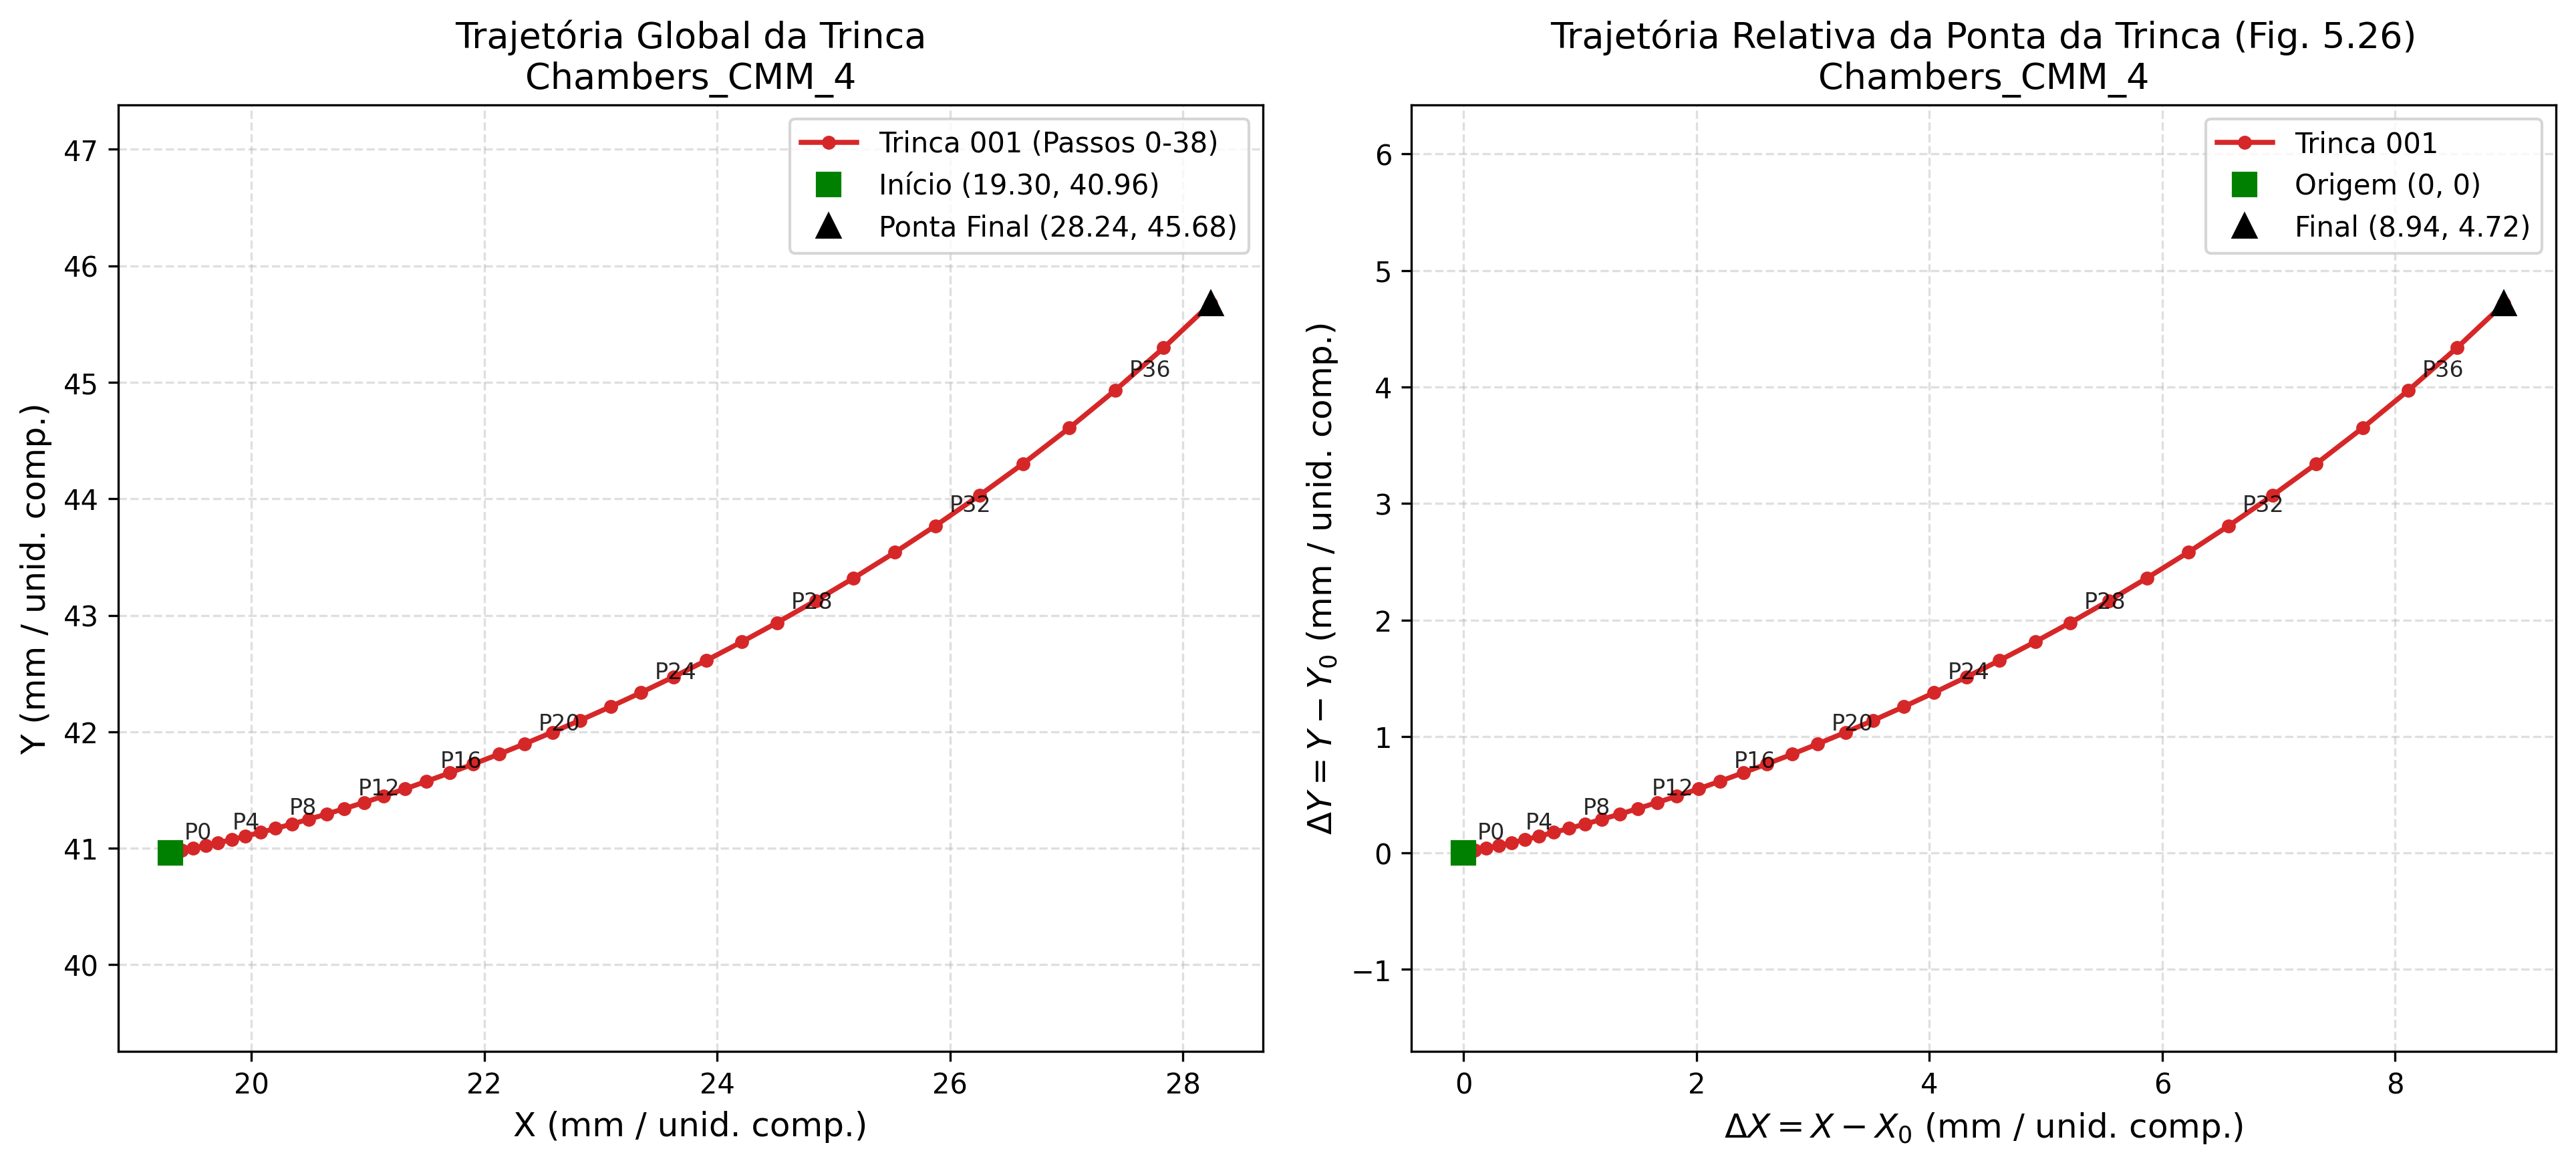 Trajetória Global da Trinca
Chambers_CMM_4
Trinca 001 (Passos 0-38)
Início (19.30, 40.96)
Ponta Final (28.24, 45.68)
47
46
45
44
43
42
41
40
Y (mm / unid. comp.)
P0
P4
P8
P12
P16
P20
P24
P28
P32
P36
20
22
24
26
28
X (mm / unid. comp.)
Trajetória Relativa da Ponta da Trinca (Fig. 5.26)
Chambers_CMM_4
Trinca 001
Origem (0, 0)
Final (8.94, 4.72)
6
5
4
3
2
1
0
−1
ΔY = Y − Y₀ (mm / unid. comp.)
P0
P4
P8
P12
P16
P20
P24
P28
P32
P36
0
2
4
6
8
ΔX = X − X₀ (mm / unid. comp.)